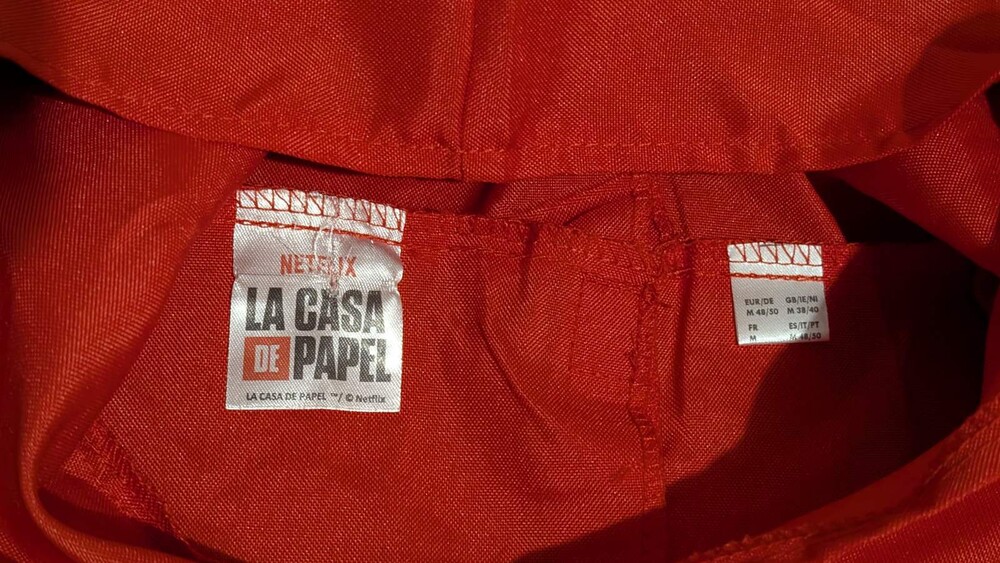 NETFLIX
LA CASA
DE PAPEL
LA CASA DE PAPEL ™/ © Netflix
EUR/DE GB/IE/NI
M 48/50 M 38/40
FR ES/IT/PT
M M 48/50